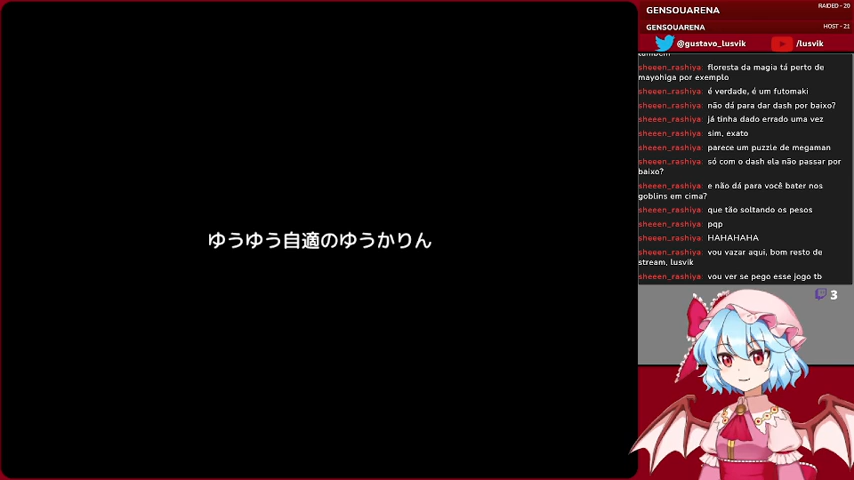 ゆうゆう自適のゆうかりん
GENSOUARENA
RAIDED - 20
GENSOUARENA
HOST - 21
@gustavo_lusvik
/lusvik
sheeen_rashiya: floresta da magia tá perto de
mayohiga por exemplo
sheeen_rashiya: é verdade, é um futomaki
sheeen_rashiya: não dá para dar dash por baixo?
sheeen_rashiya: já tinha dado errado uma vez
sheeen_rashiya: sim, exato
sheeen_rashiya: parece um puzzle de megaman
sheeen_rashiya: só com o dash ela não passar por
baixo?
sheeen_rashiya: e não dá para você bater nos
goblins em cima?
sheeen_rashiya: que tão soltando os pesos
sheeen_rashiya: pqp
sheeen_rashiya: HAHAHAHA
sheeen_rashiya: vou vazar aqui, bom resto de
stream, lusvik
sheeen_rashiya: vou ver se pego esse jogo tb
3